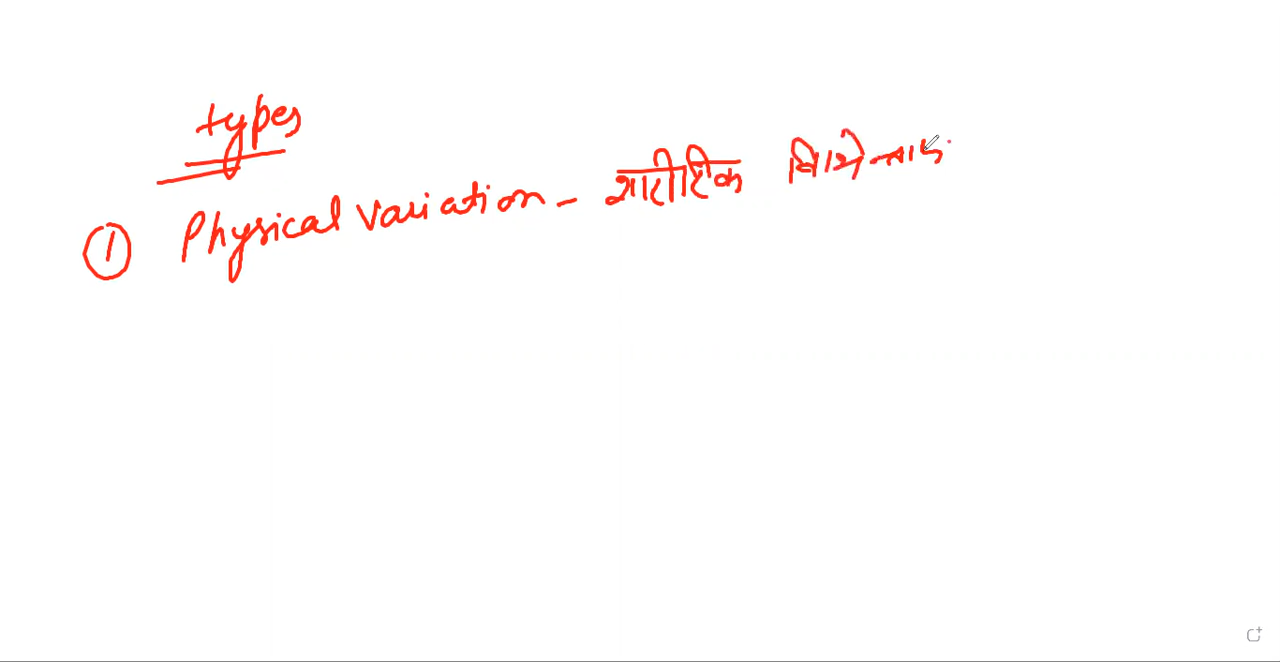 types
① Physical variation - शारीरिक